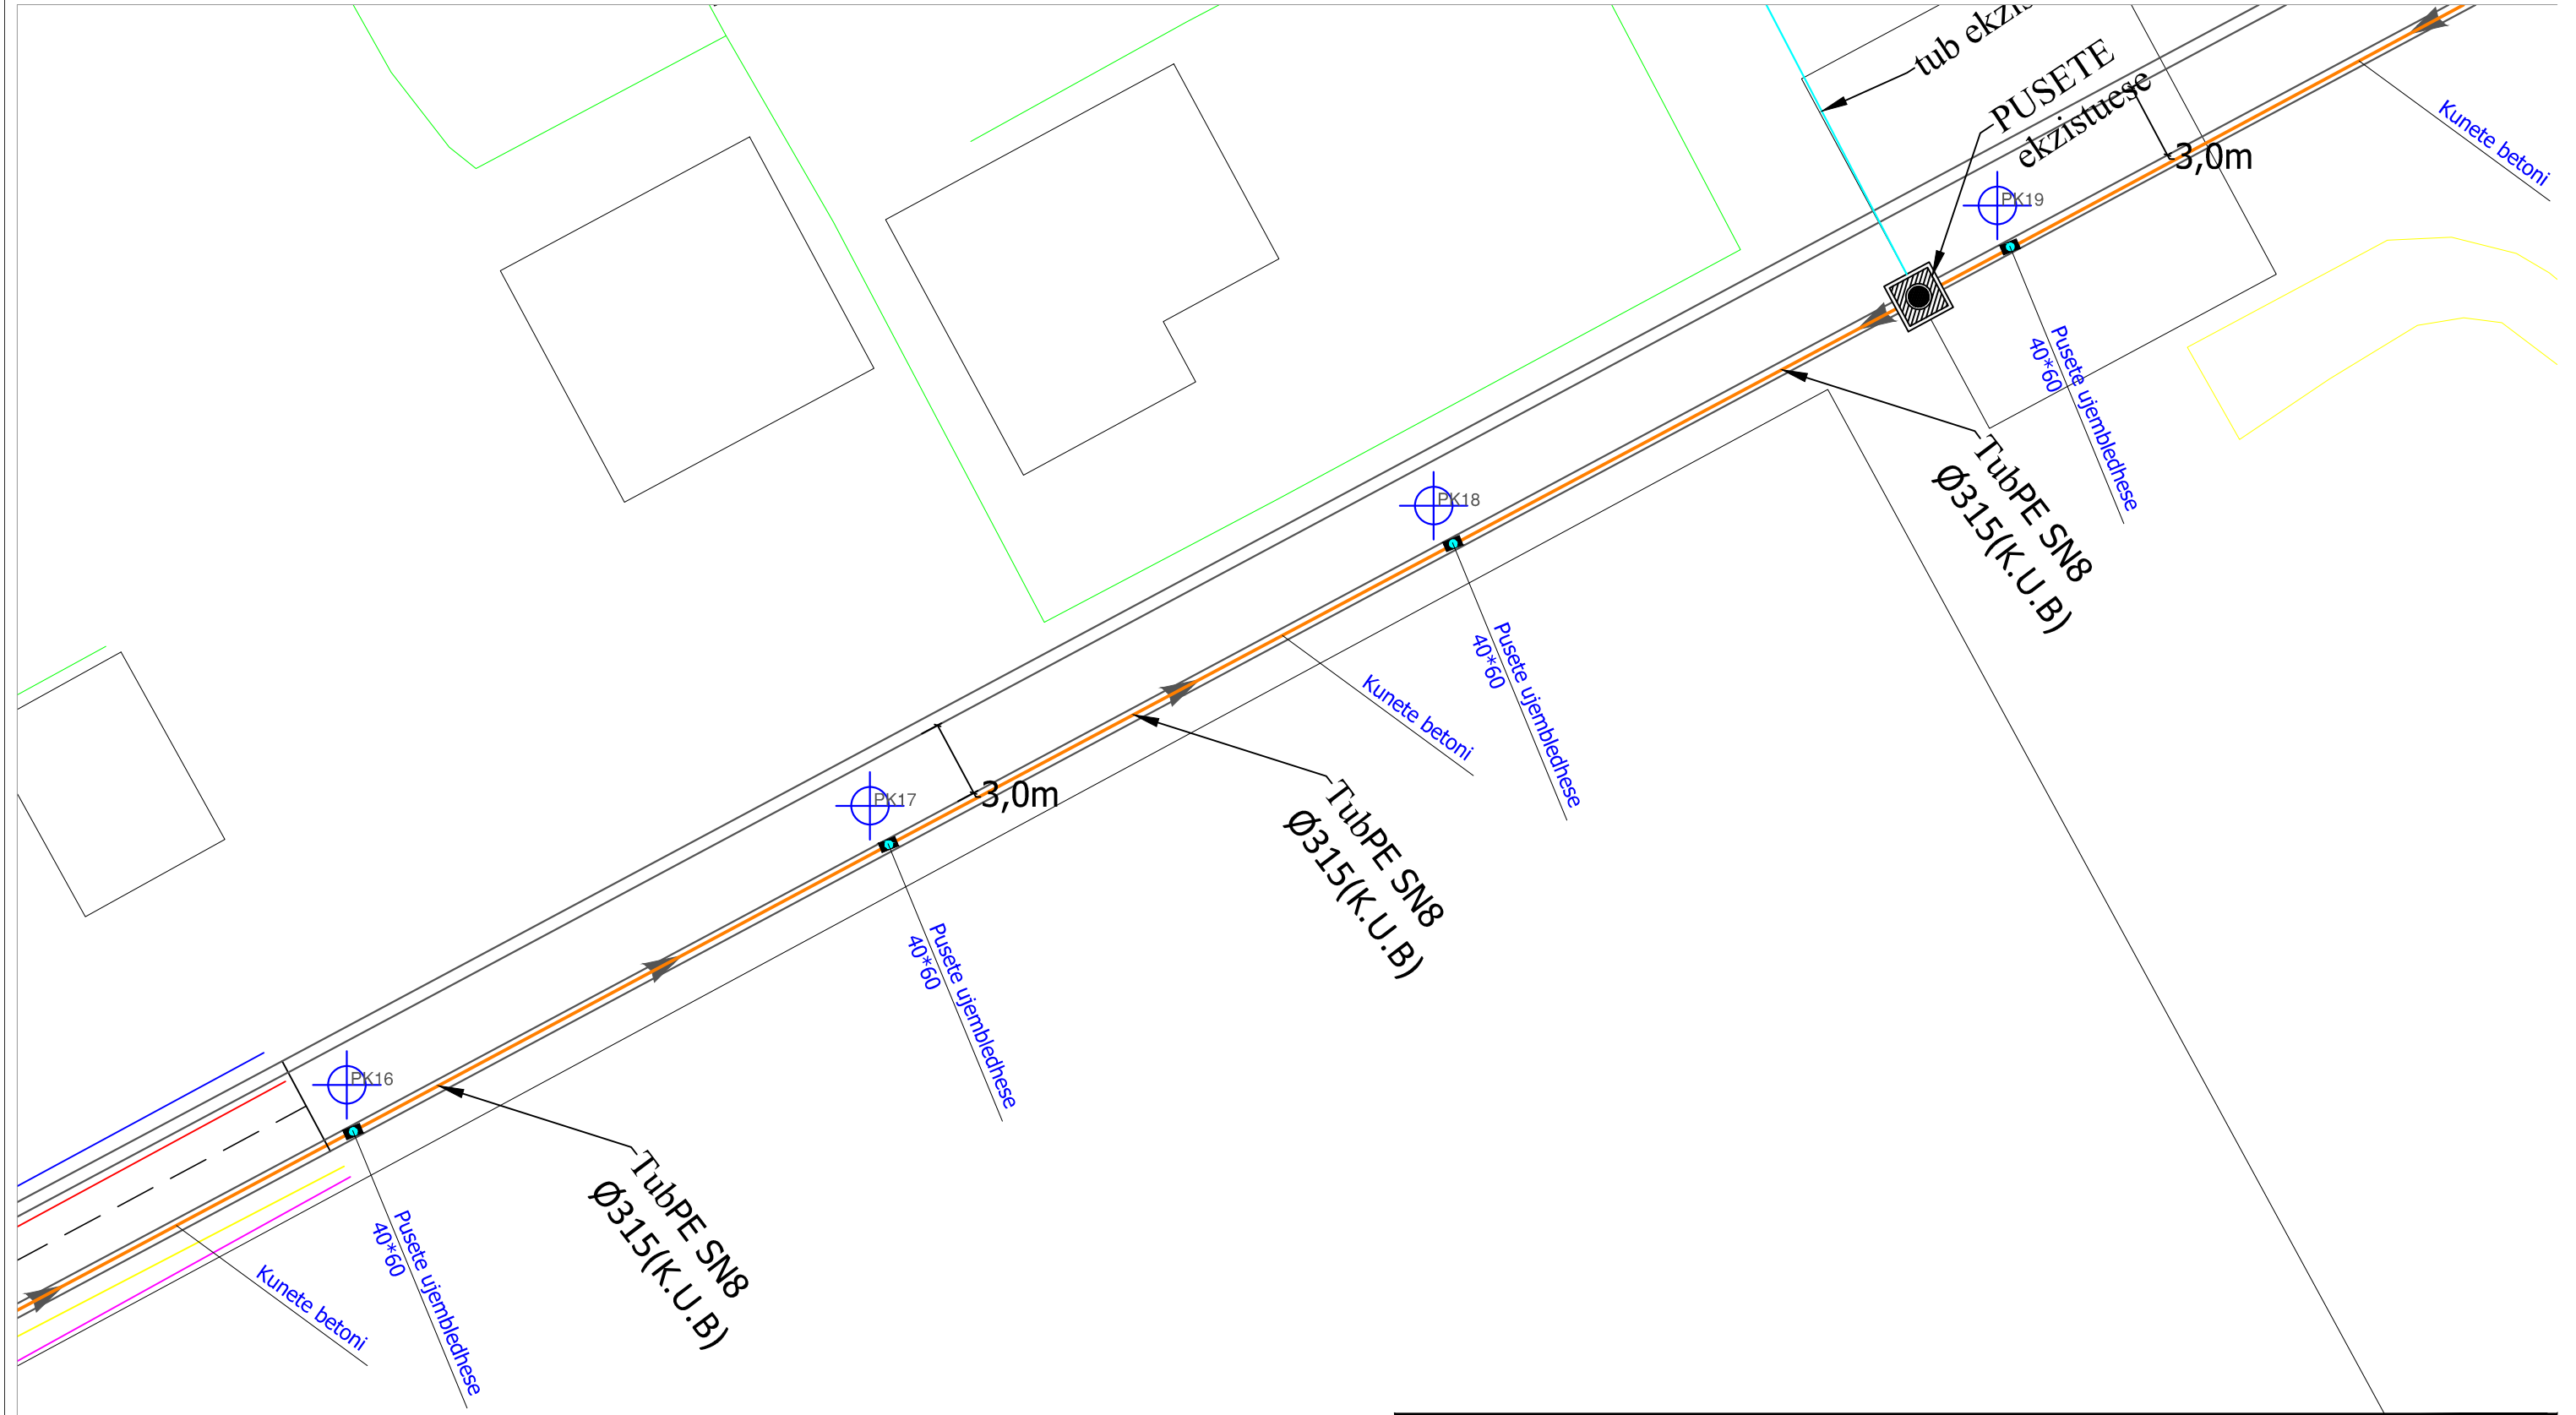 tub
PUSETE
ekzistuese
3,0m
Kunete betoni
PK19
Pusete ujembledhese
40*60
TubPE SN8
Ø315(K.U.B)
PK18
Pusete ujembledhese
40*60
Kunete betoni
TubPE SN8
Ø315(K.U.B)
PK17
3,0m
Pusete ujembledhese
40*60
PK16
TubPE SN8
Ø315(K.U.B)
Pusete ujembledhese
40*60
Kunete betoni